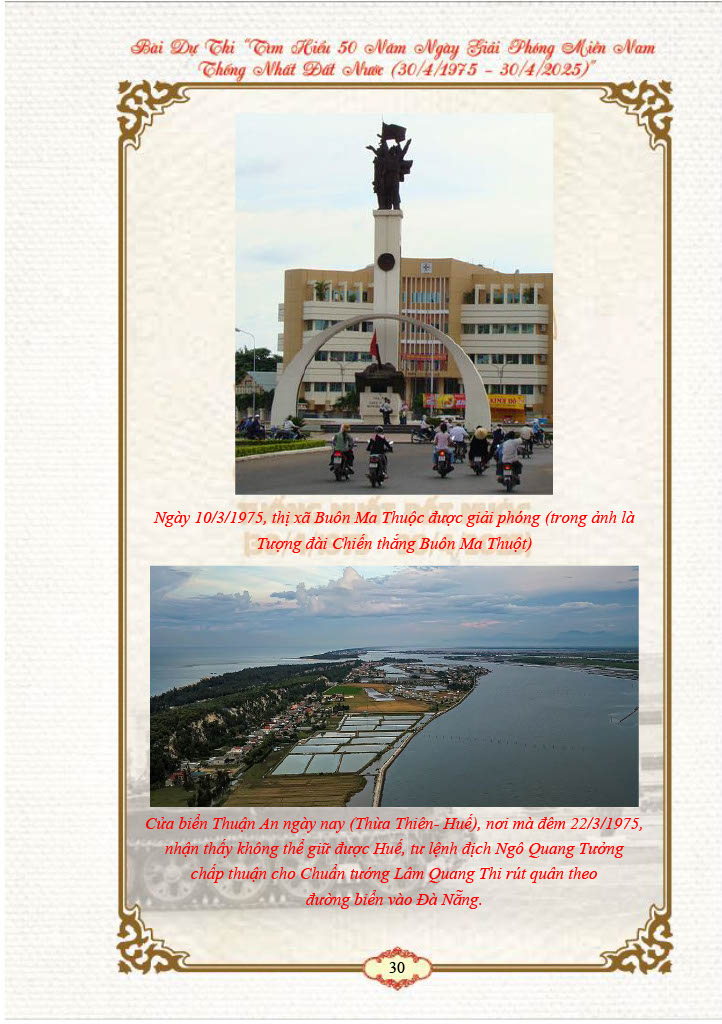 Bài Dự Thi “Tìm Hiểu 50 Năm Ngày Giải Phóng Miền Nam
Thống Nhất Đất Nước (30/4/1975 – 30/4/2025)”
Ngày 10/3/1975, thị xã Buôn Ma Thuộc được giải phóng (trong ảnh là
Tượng đài Chiến thắng Buôn Ma Thuột)
Cửa biển Thuận An ngày nay (Thừa Thiên- Huế), nơi mà đêm 22/3/1975,
nhận thấy không thể giữ được Huế, tư lệnh địch Ngô Quang Tưởng
chấp thuận cho Chuẩn tướng Lâm Quang Thi rút quân theo
đường biển vào Đà Nẵng.
30